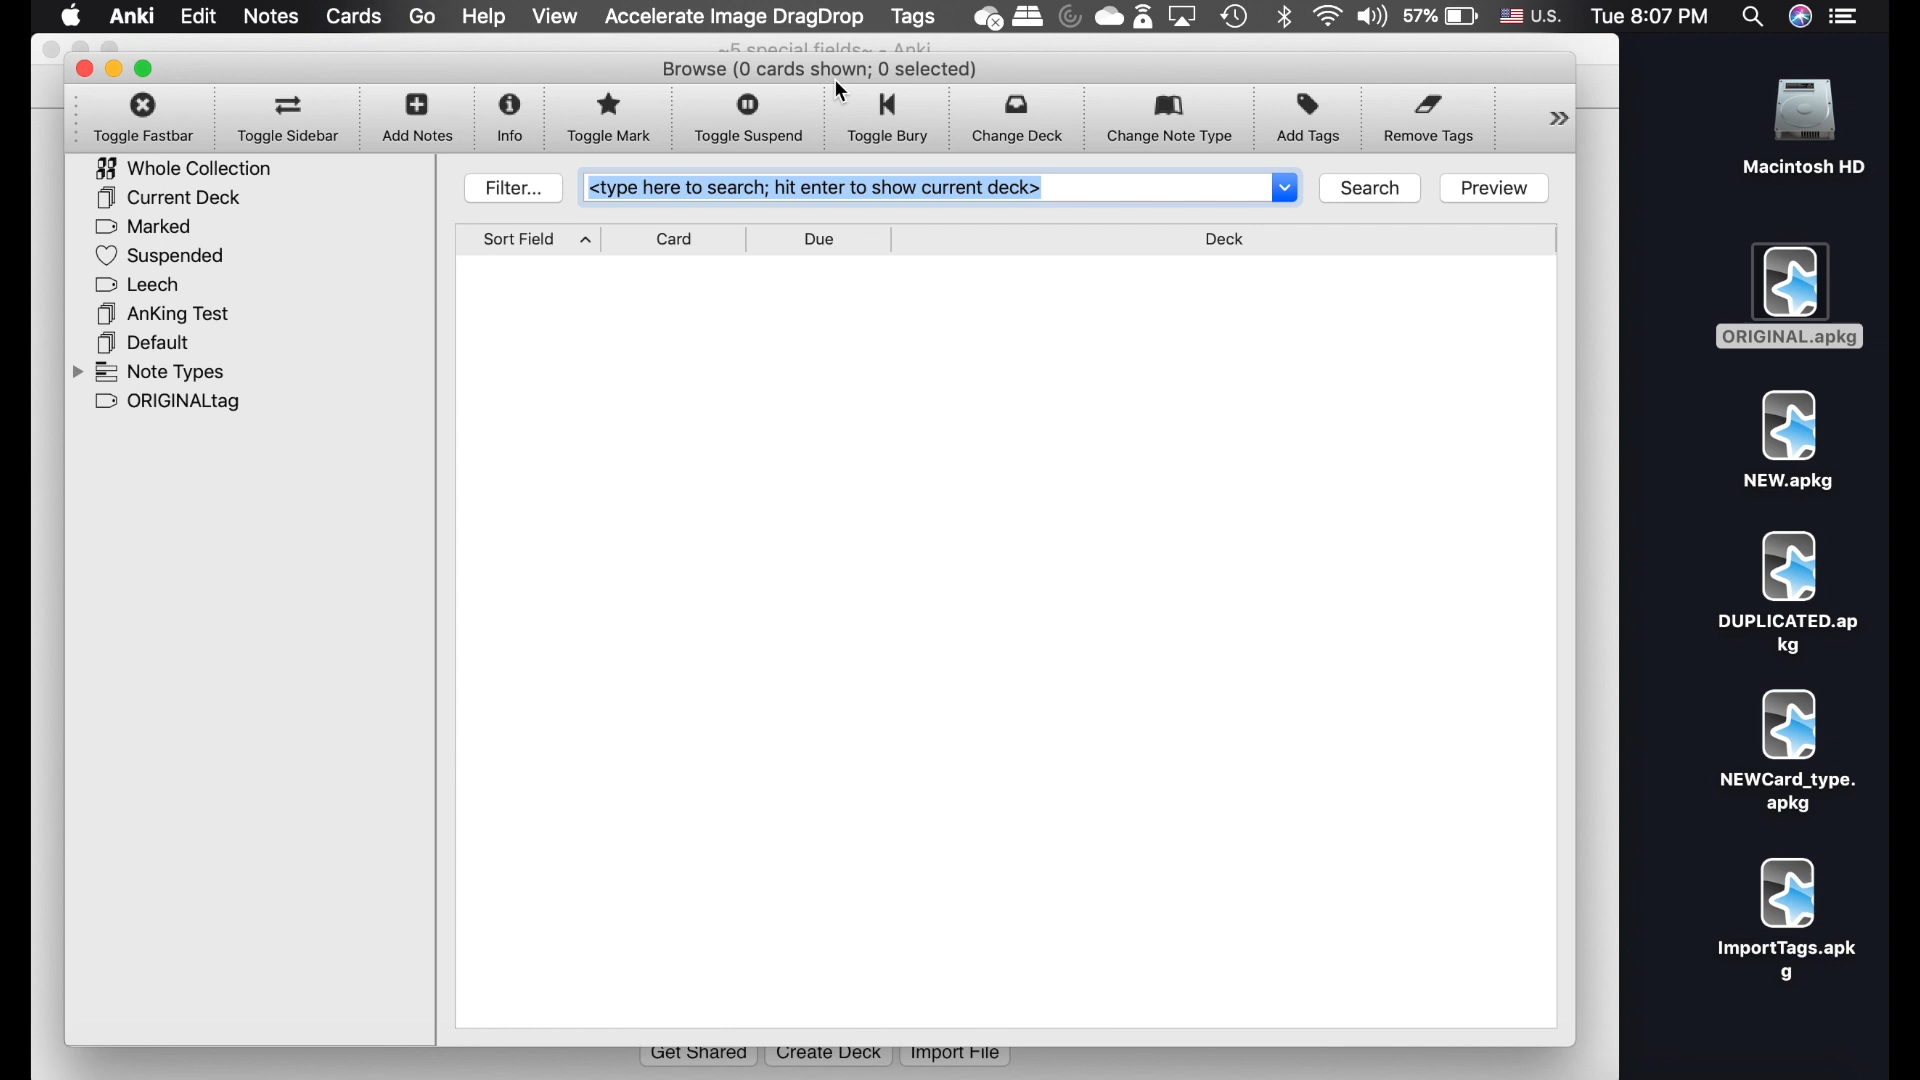 Anki Edit Notes Cards Go Help View Accelerate Image DragDrop Tags 57% U.S. Tue 8:07 PM
~5 special fields~ - Anki
Browse (0 cards shown; 0 selected)
Toggle Fastbar Toggle Sidebar Add Notes Info Toggle Mark Toggle Suspend Toggle Bury Change Deck Change Note Type Add Tags Remove Tags »
Whole Collection
Current Deck
Marked
Suspended
Leech
AnKing Test
Default
Note Types
ORIGINALtag
Filter... <type here to search; hit enter to show current deck> Search Preview
Sort Field Card Due Deck
Get Shared Create Deck Import File
Macintosh HD
ORIGINAL.apkg
NEW.apkg
DUPLICATED.ap
kg
NEWCard_type.
apkg
ImportTags.apk
g